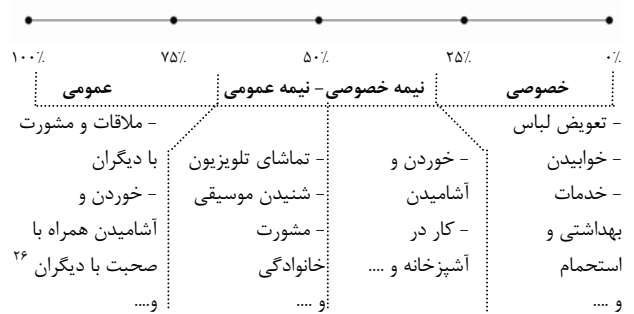 ۰٪ ۲۵٪ ۵۰٪ ۷۵٪ ۱۰۰٪
خصوصی نیمه خصوصی- نیمه عمومی عمومی
- تعویض لباس
- خوابیدن
- خدمات
بهداشتی و
استحمام
و ....
- خوردن و
آشامیدن
- کار در
آشپزخانه و ....
- تماشای تلویزیون
- شنیدن موسیقی
- مشورت
خانوادگی
و ....
- ملاقات و مشورت
با دیگران
- خوردن و
آشامیدن همراه با
صحبت با دیگران ۲۶
و....